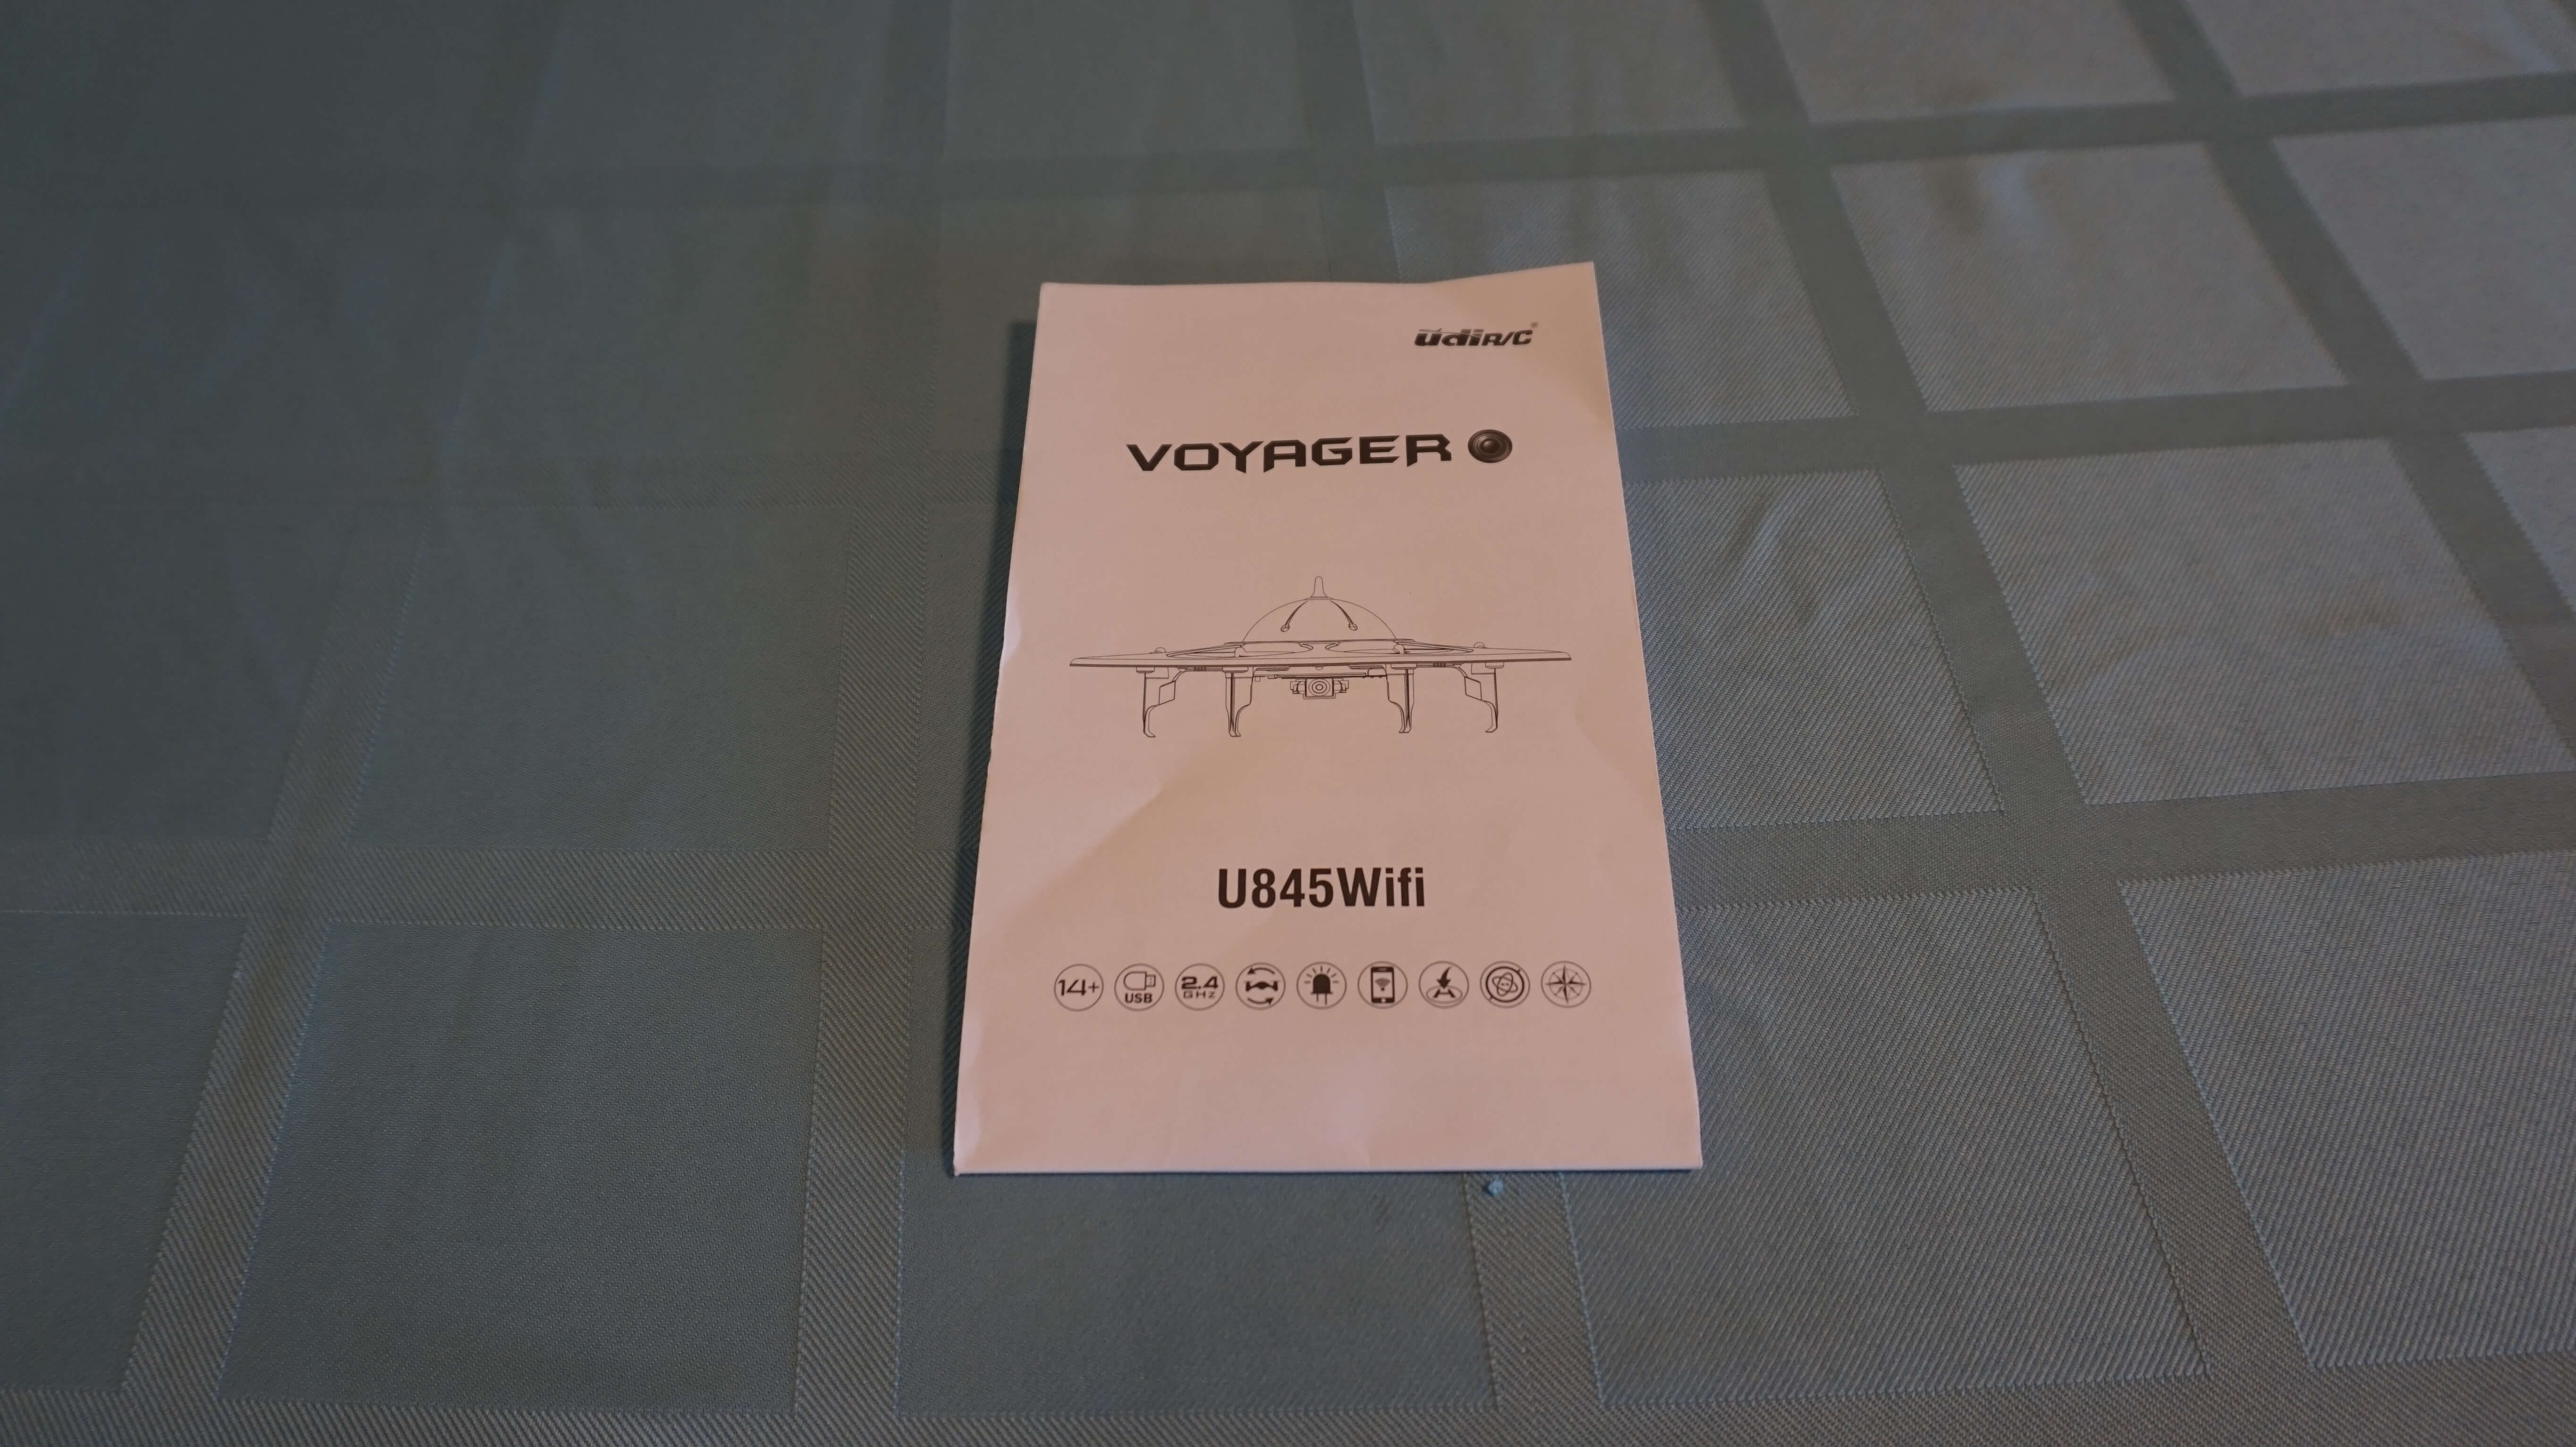 udiR/C®
VOYAGER
U845Wifi
14+ USB 2.4 GHZ